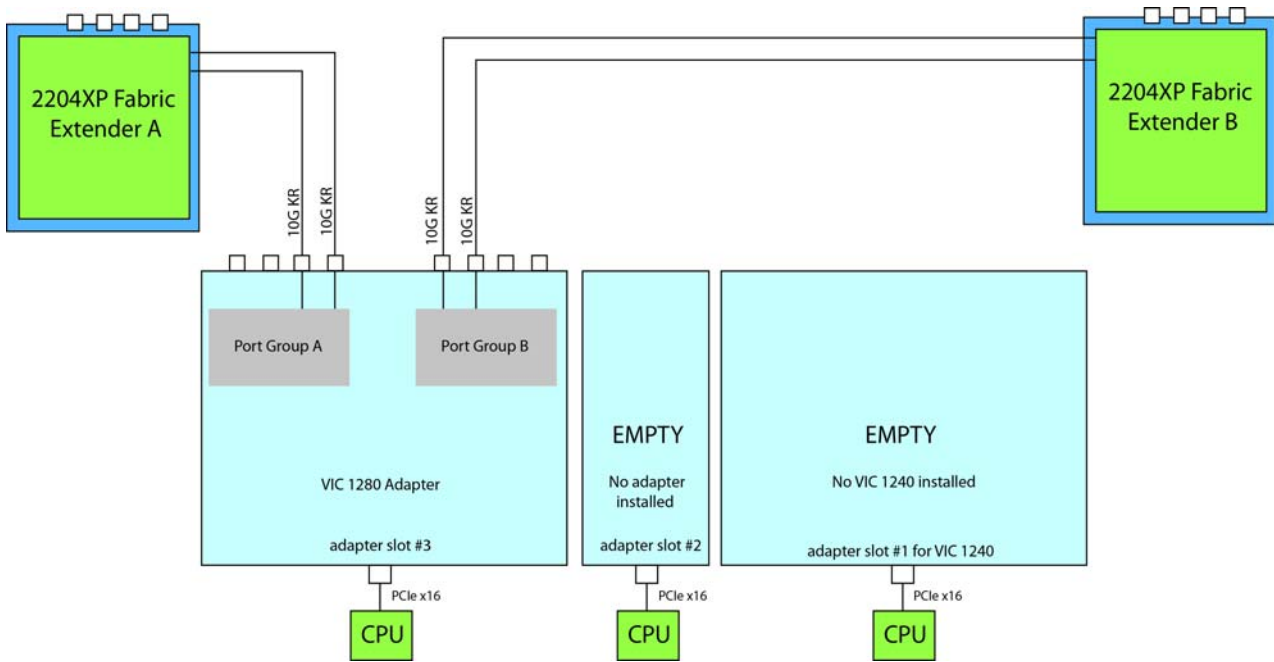 2204XP Fabric
Extender A
2204XP Fabric
Extender B
10G KR
10G KR
10G KR
10G KR
Port Group A
Port Group B
EMPTY
EMPTY
VIC 1280 Adapter
No adapter
installed
No VIC 1240 installed
adapter slot #3
adapter slot #2
adapter slot #1 for VIC 1240
PCIe x16
PCIe x16
PCIe x16
CPU
CPU
CPU